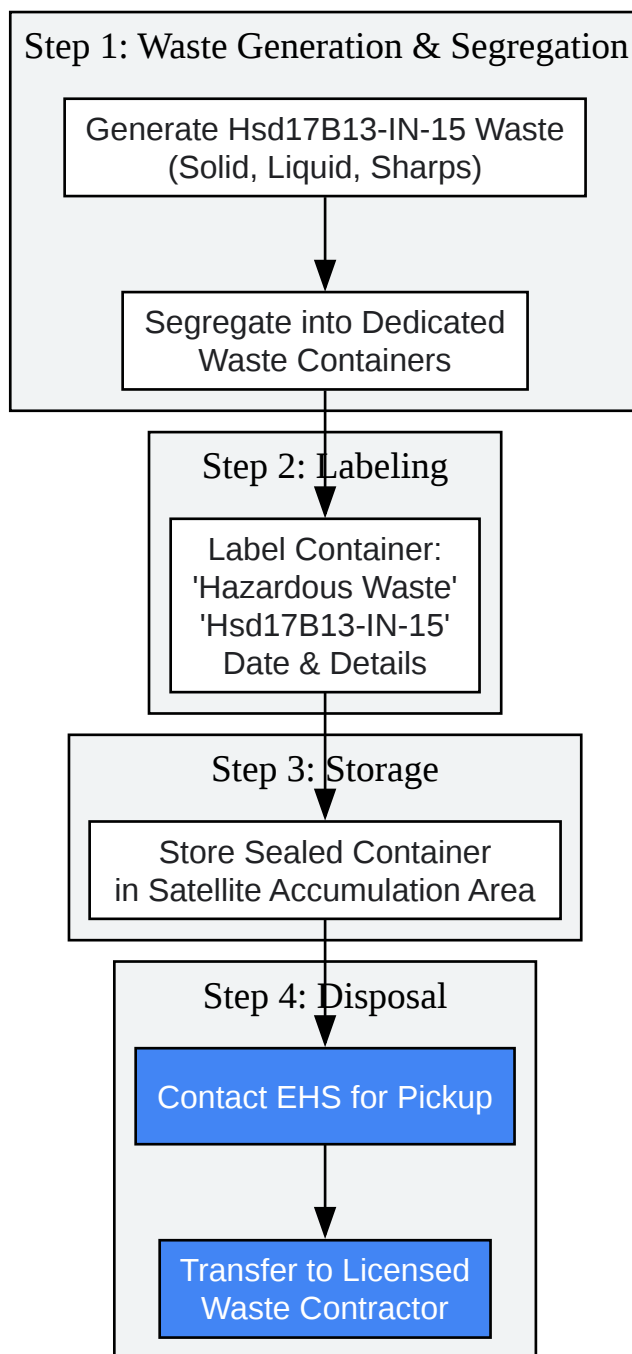 Step 1: Waste Generation & Segregation
Generate Hsd17B13-IN-15 Waste
(Solid, Liquid, Sharps)
Segregate into Dedicated
Waste Containers
Step 2: Labeling
Label Container:
'Hazardous Waste'
'Hsd17B13-IN-15'
Date & Details
Step 3: Storage
Store Sealed Container
in Satellite Accumulation Area
Step 4: Disposal
Contact EHS for Pickup
Transfer to Licensed
Waste Contractor